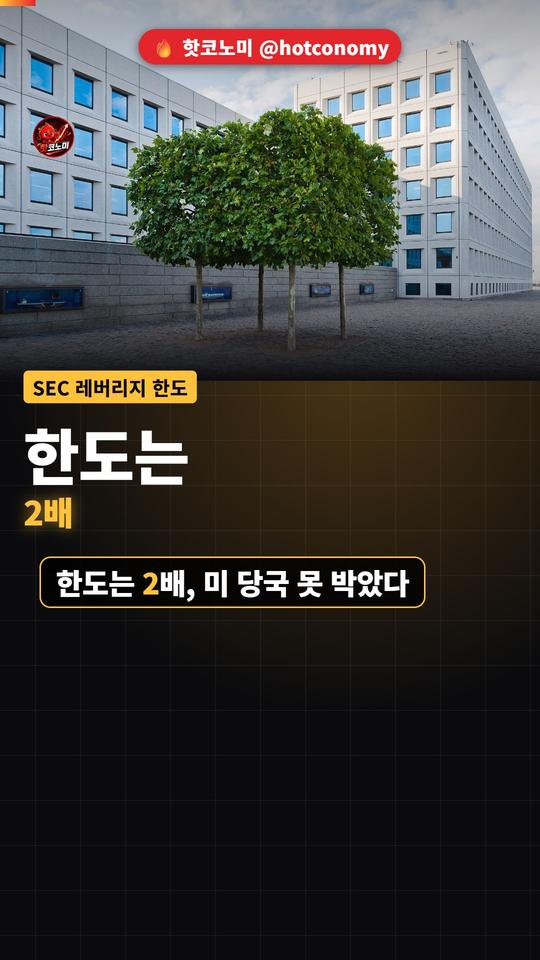 핫코노미 @hotconomy
핫코노미
SEC 레버리지 한도
한도는
2배
한도는 2배, 미 당국 못 박았다